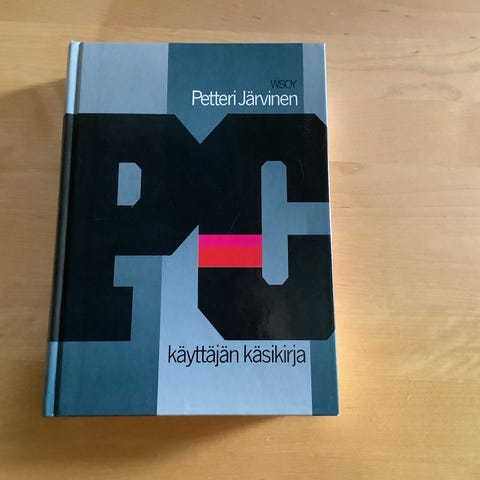 WSOY
Petteri Järvinen
PC
käyttäjän käsikirja